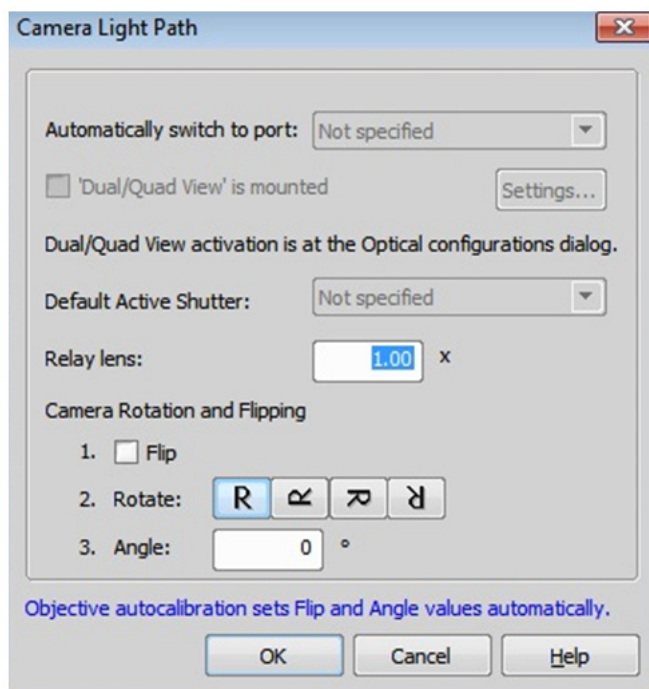 Camera Light Path
Automatically switch to port: Not specified
'Dual/Quad View' is mounted Settings...
Dual/Quad View activation is at the Optical configurations dialog.
Default Active Shutter: Not specified
Relay lens: 1.00 x
Camera Rotation and Flipping
1. Flip
2. Rotate: R R R R
3. Angle: 0 °
Objective autocalibration sets Flip and Angle values automatically.
OK Cancel Help